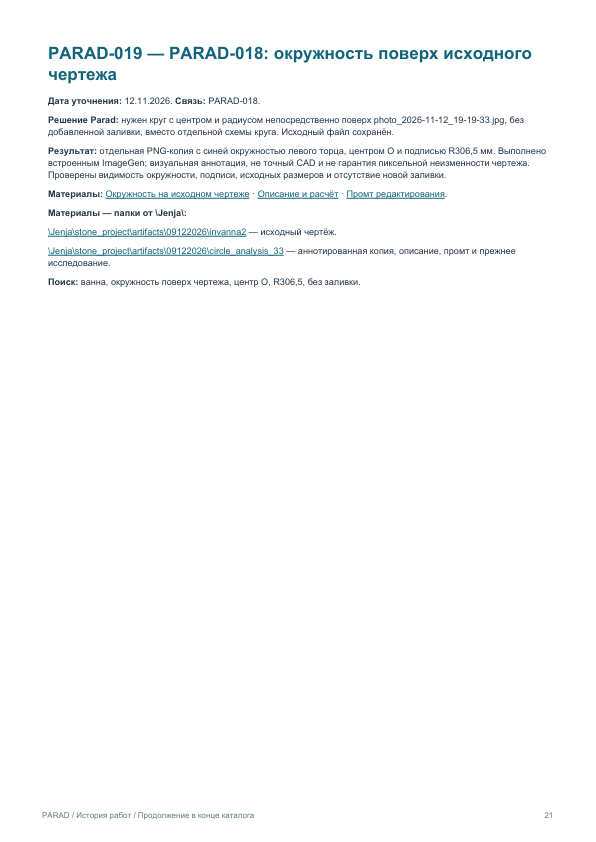 PARAD-019 — PARAD-018: окружность поверх исходного
чертежа
Дата уточнения: 12.11.2026. Связь: PARAD-018.
Решение Parad: нужен круг с центром и радиусом непосредственно поверх photo_2026-11-12_19-19-33.jpg, без
добавленной заливки, вместо отдельной схемы круга. Исходный файл сохранён.
Результат: отдельная PNG-копия с синей окружностью левого торца, центром О и подписью R306,5 мм. Выполнено
встроенным ImageGen; визуальная аннотация, не точный CAD и не гарантия пиксельной неизменности чертежа.
Проверены видимость окружности, подписи, исходных размеров и отсутствие новой заливки.
Материалы: Окружность на исходном чертеже · Описание и расчёт · Промт редактирования.
Материалы — папки от \Jenja\:
\Jenja\stone_project\artifacts\09122026\invanna2 — исходный чертёж.
\Jenja\stone_project\artifacts\09122026\circle_analysis_33 — аннотированная копия, описание, промт и прежнее
исследование.
Поиск: ванна, окружность поверх чертежа, центр О, R306,5, без заливки.
PARAD / История работ / Продолжение в конце каталога
21